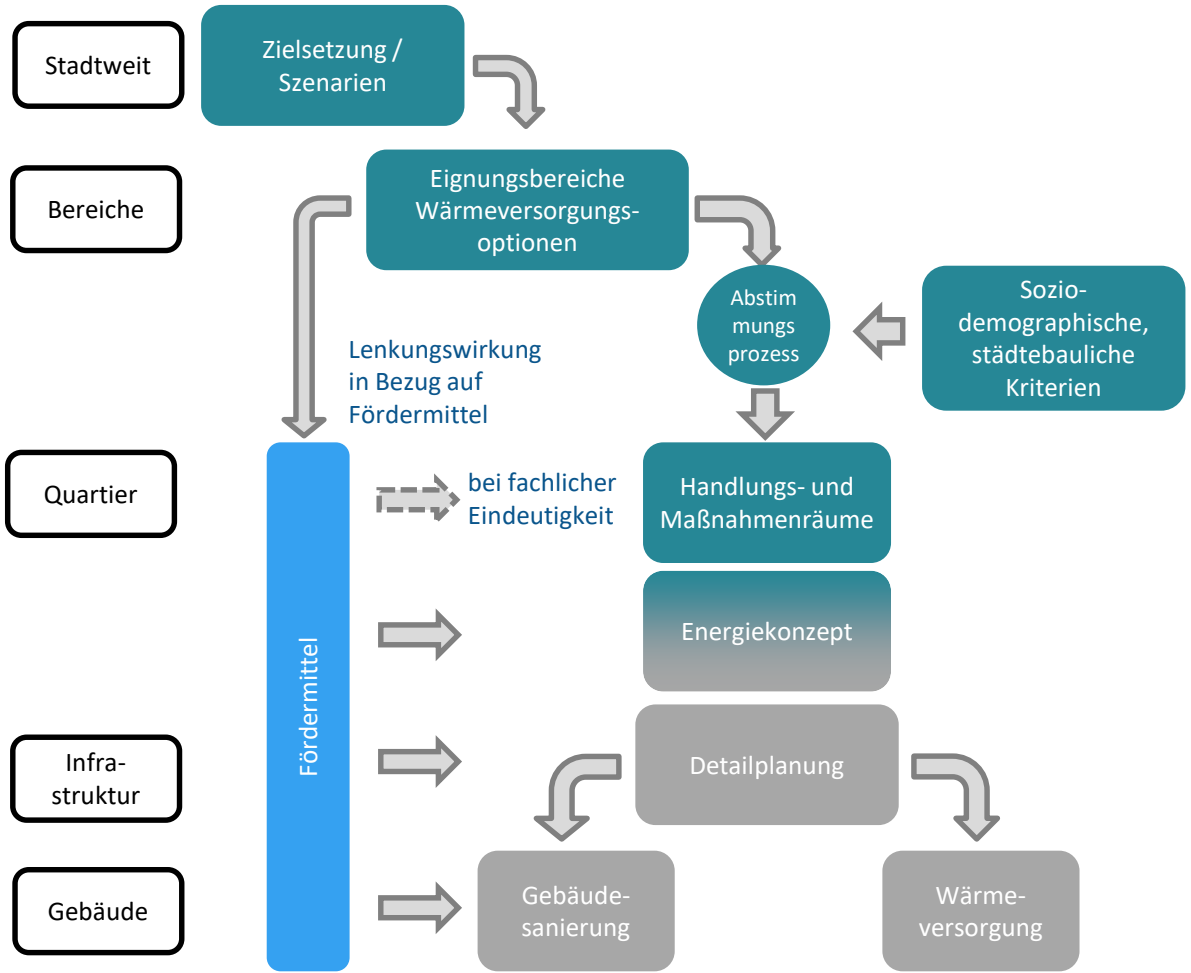 Stadtweit
Zielsetzung /
Szenarien
Bereiche
Eignungsbereiche
Wärmeversorgungs-
optionen
Abstim
mungs
prozess
Sozio-
demographische,
städtebauliche
Kriterien
Lenkungswirkung
in Bezug auf
Fördermittel
Quartier
Fördermittel
bei fachlicher
Eindeutigkeit
Handlungs- und
Maßnahmenräume
Energiekonzept
Infra-
struktur
Detailplanung
Gebäude
Gebäude-
sanierung
Wärme-
versorgung